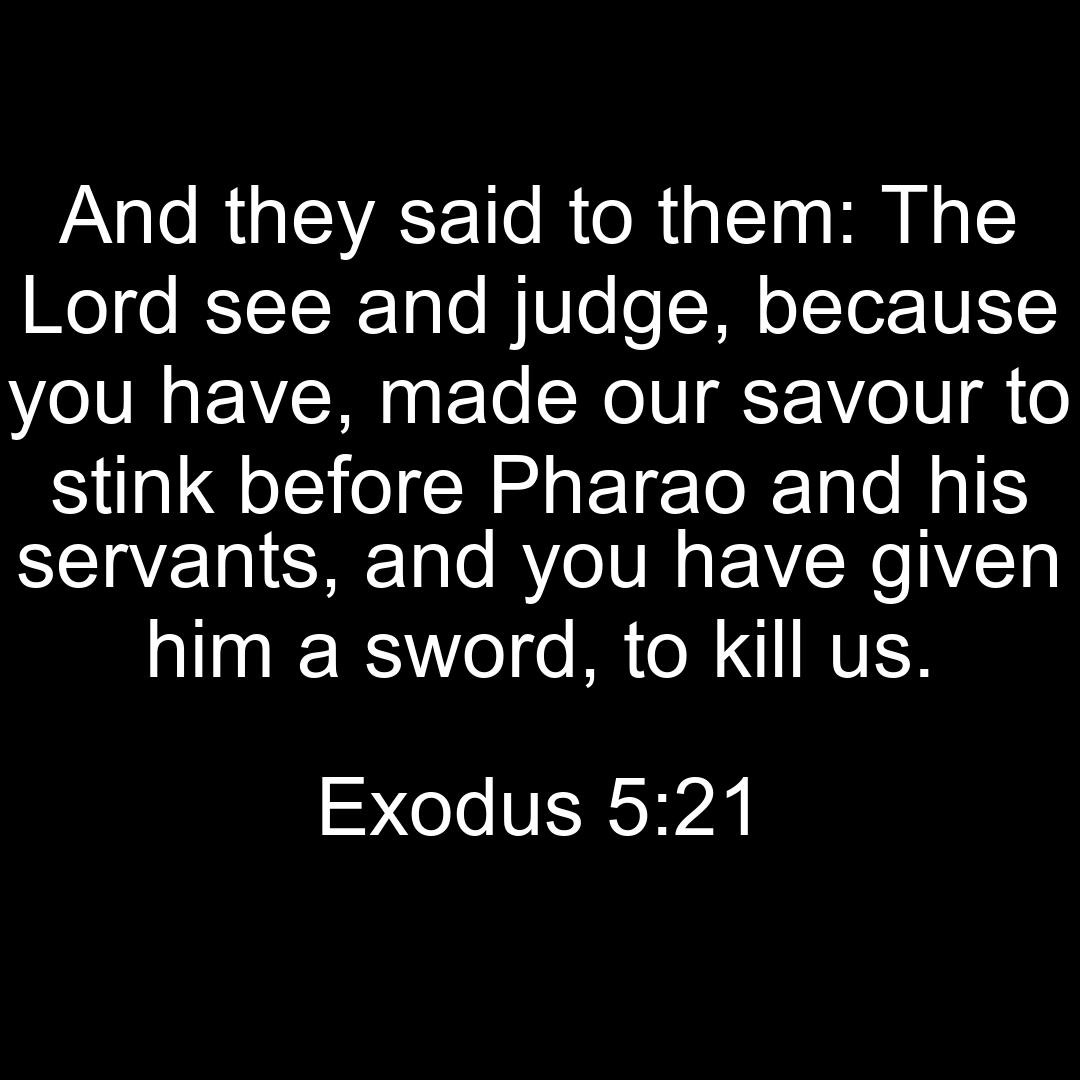 And they said to them: The
Lord see and judge, because
you have, made our savour to
stink before Pharao and his
servants, and you have given
him a sword, to kill us.
Exodus 5:21